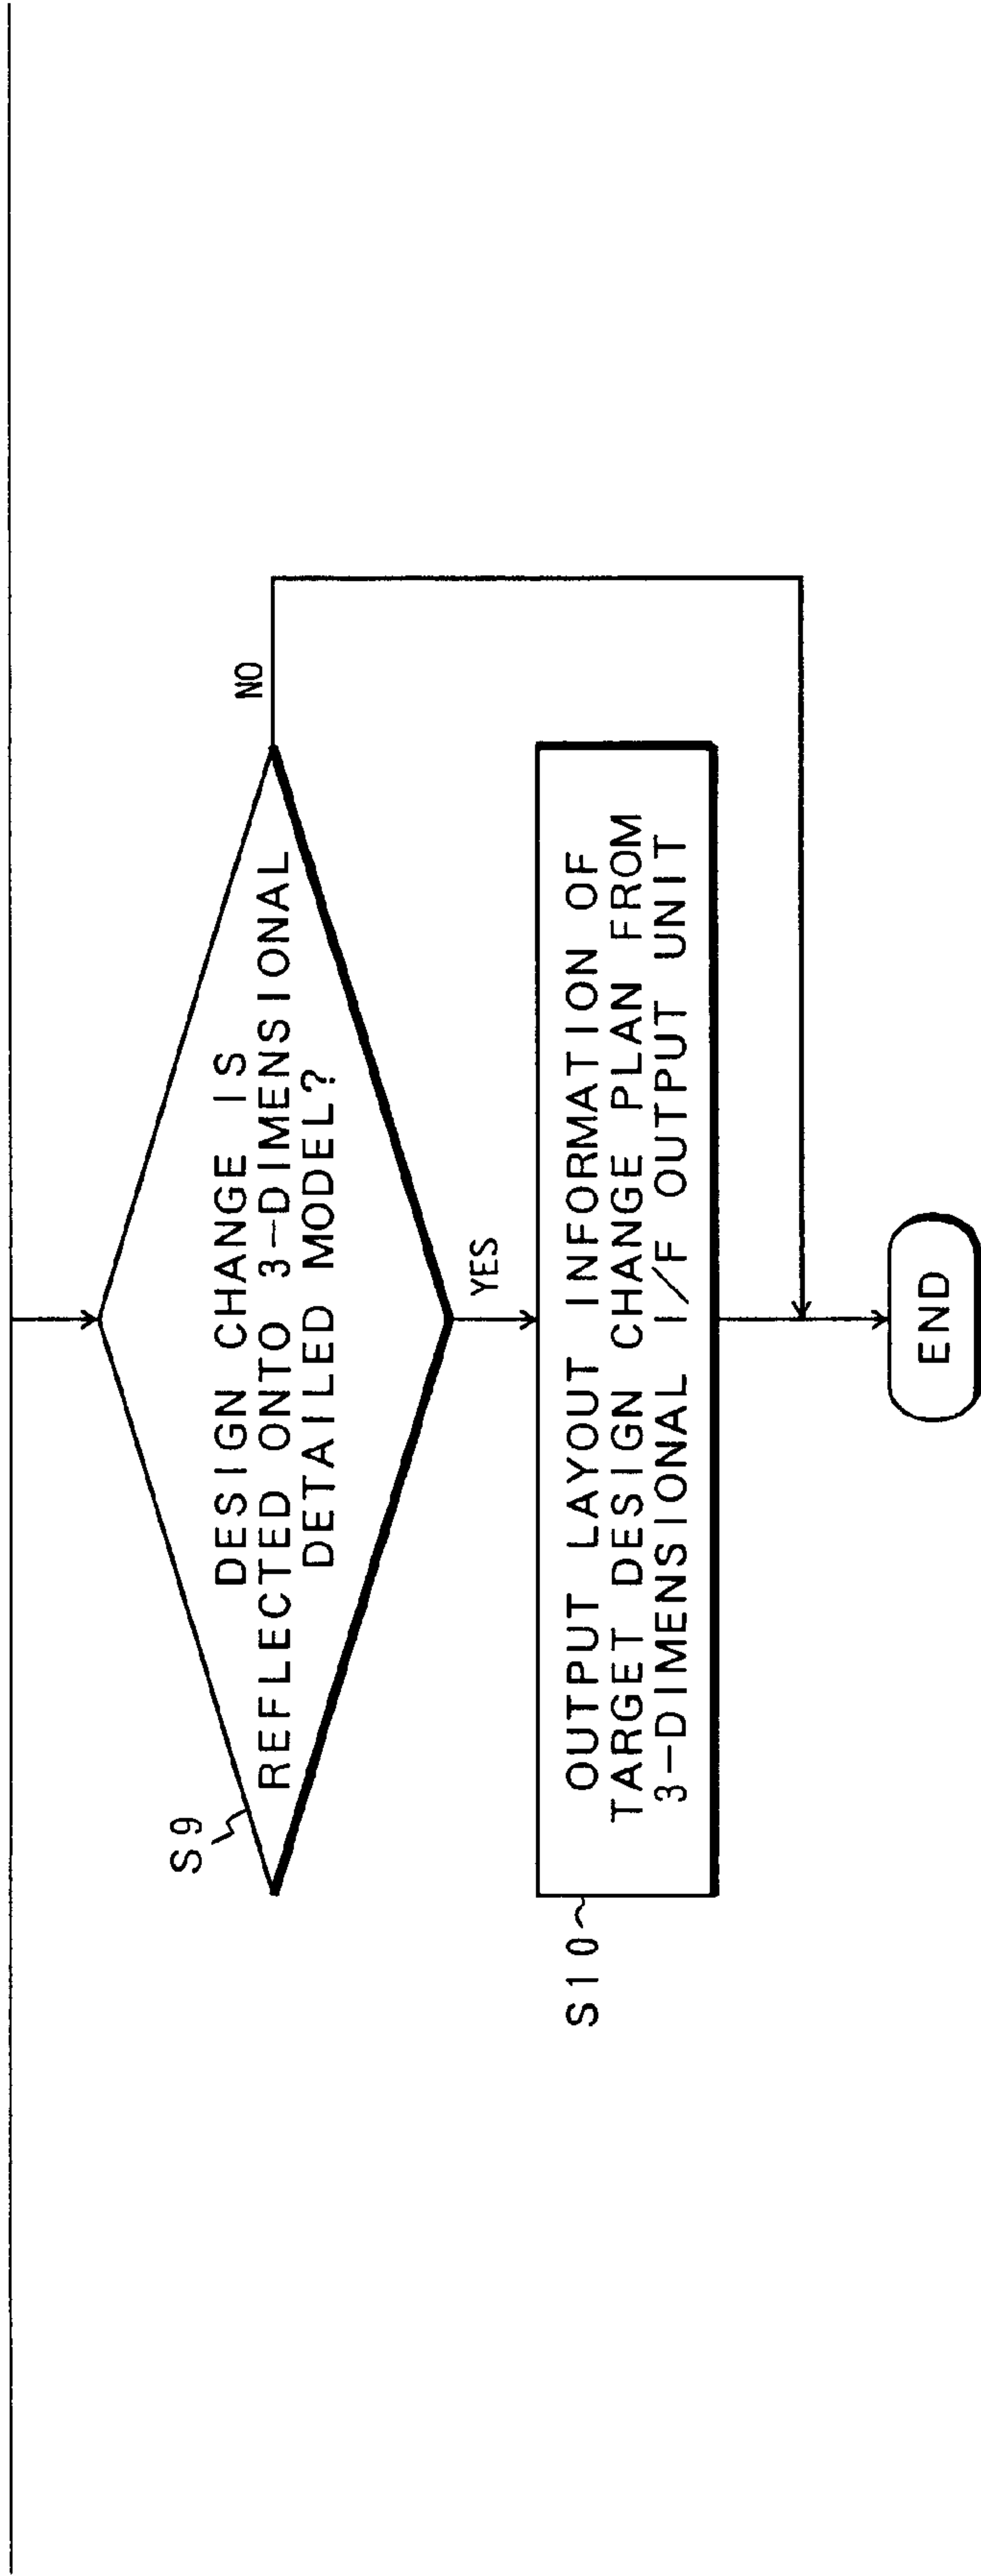 S9
DESIGN CHANGE IS
REFLECTED ONTO 3-DIMENSIONAL
DETAILED MODEL?
NO
YES
S10
OUTPUT LAYOUT INFORMATION OF
TARGET DESIGN CHANGE PLAN FROM
3-DIMENSIONAL I/F OUTPUT UNIT
END